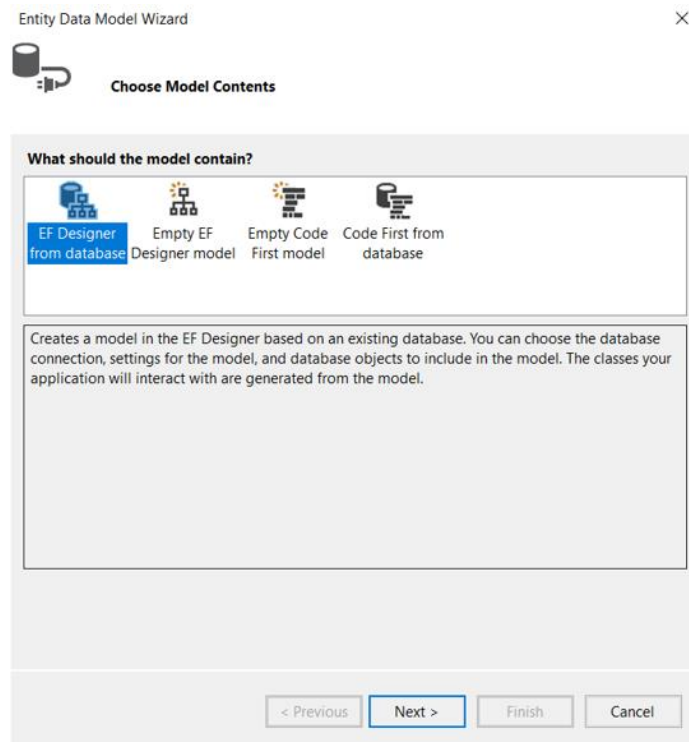 Entity Data Model Wizard
Choose Model Contents
What should the model contain?
EF Designer
from database
Empty EF
Designer model
Empty Code
First model
Code First from
database
Creates a model in the EF Designer based on an existing database. You can choose the database
connection, settings for the model, and database objects to include in the model. The classes your
application will interact with are generated from the model.
< Previous
Next >
Finish
Cancel